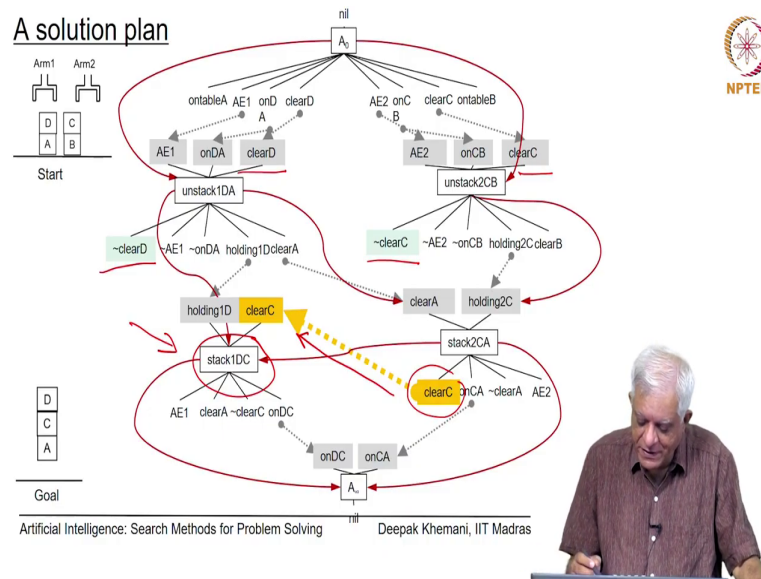 A solution plan
nil
A₀
Arm1 Arm2
D C
A B
Start
ontableA AE1 onD A clearD AE2 onC B clearC ontableB
AE1 onDA clearD AE2 onCB clearC
unstack1DA unstack2CB
~clearD ~AE1 ~onDA holding1D clearA ~clearC ~AE2 ~onCB holding2C clearB
holding1D clearC clearA holding2C
stack1DC stack2CA
AE1 clearA ~clearC onDC clearC onCA ~clearA AE2
onDC onCA
A∞
nil
D
C
A
Goal
Artificial Intelligence: Search Methods for Problem Solving Deepak Khemani, IIT Madras
NPTE